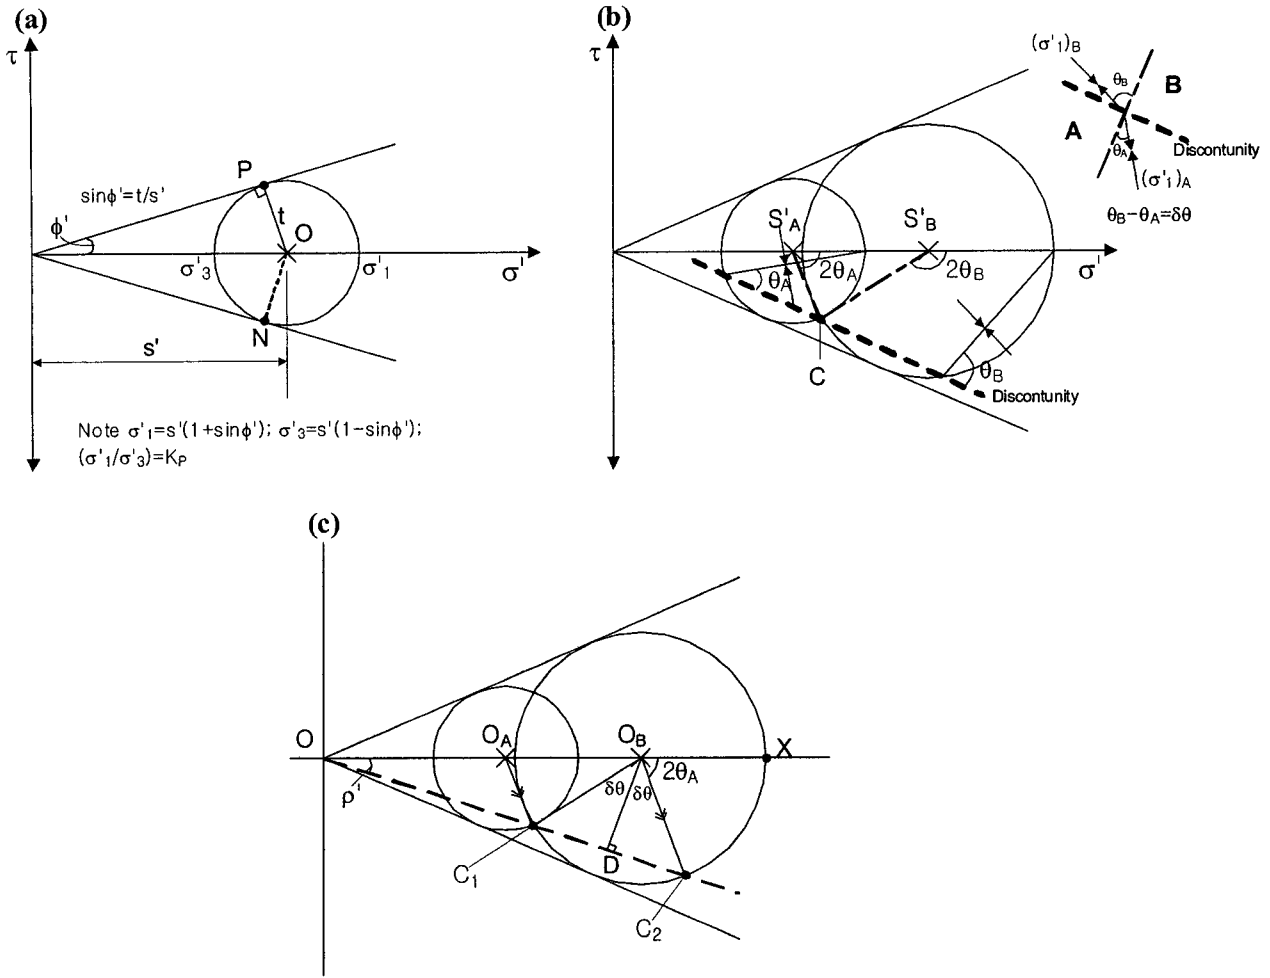 (a)
τ
P
sinϕ'=t/s'
t
ϕ'
O
σ'3
σ'1
σ'
N
s'
Note σ'1=s'(1+sinϕ'); σ'3=s'(1−sinϕ');
(σ'1/σ'3)=KP
(b)
τ
(σ'1)B
θB
B
A
Discontunity
θA
(σ'1)A
θB−θA=δθ
S'A
S'B
2θA
2θB
σ'
θA
θB
C
Discontunity
(c)
O
OA
OB
X
2θA
ρ'
δθ
δθ
D
C1
C2